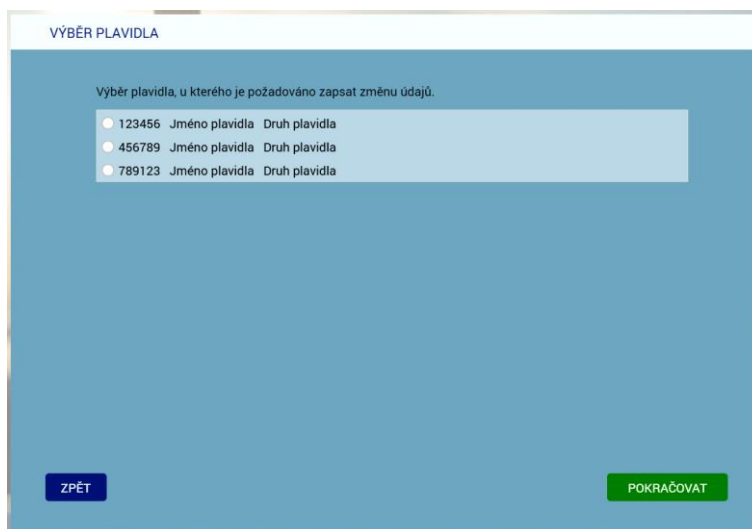 VÝBĚR PLAVIDLA
Výběr plavidla, u kterého je požadováno zapsat změnu údajů.
123456 Jméno plavidla Druh plavidla
456789 Jméno plavidla Druh plavidla
789123 Jméno plavidla Druh plavidla
ZPĚT POKRAČOVAT